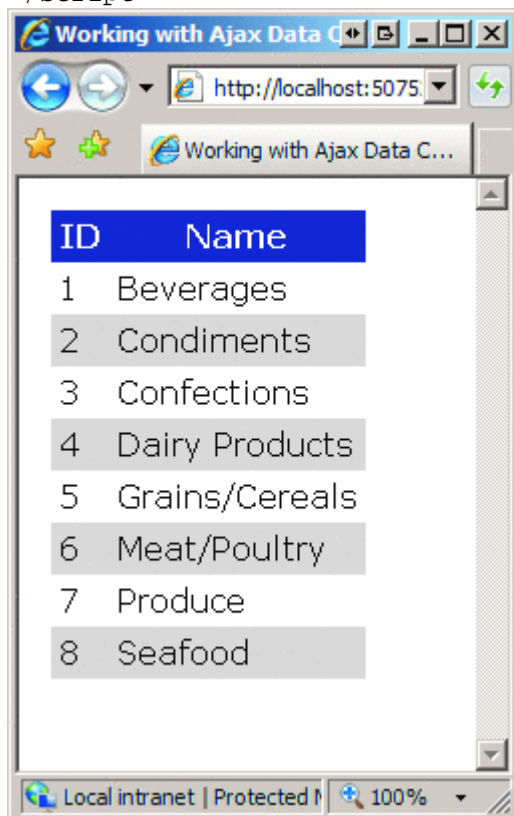 Working with Ajax Data C
http://localhost:5075
Working with Ajax Data C...
ID Name
1 Beverages
2 Condiments
3 Confections
4 Dairy Products
5 Grains/Cereals
6 Meat/Poultry
7 Produce
8 Seafood
Local intranet | Protected 100%